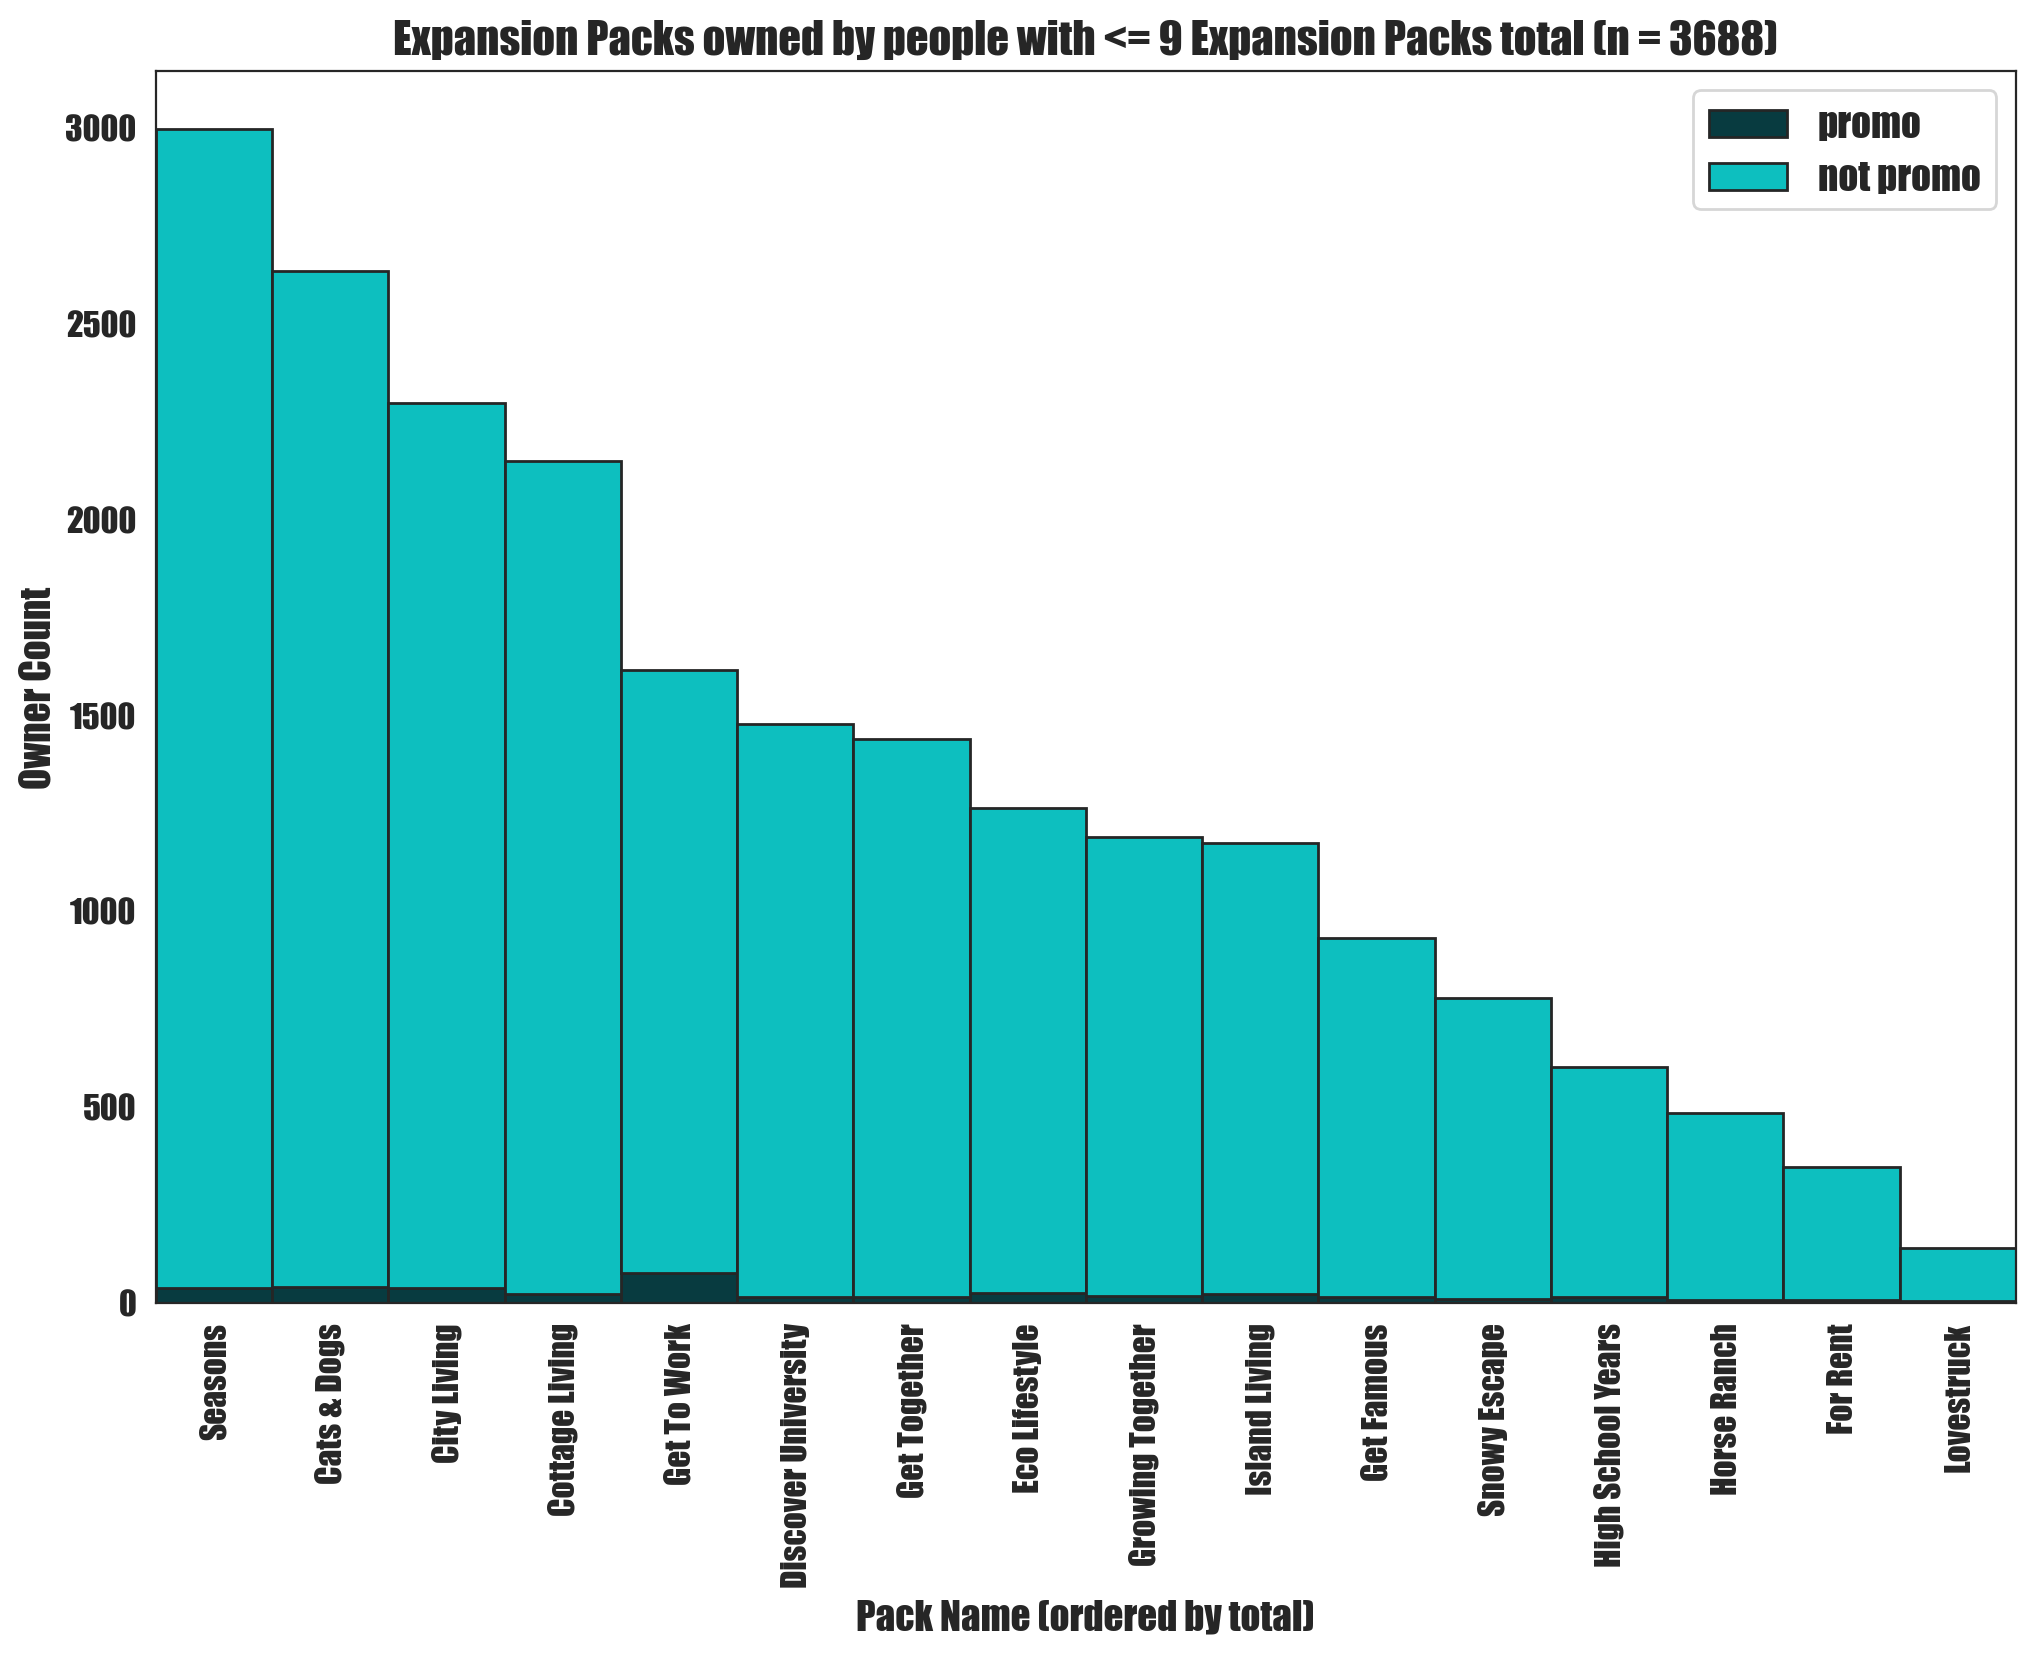 Expansion Packs owned by people with <= 9 Expansion Packs total (n = 3688)
promo
not promo
3000
2500
2000
1500
1000
500
0
Owner Count
Seasons
Cats & Dogs
City Living
Cottage Living
Get To Work
Discover University
Get Together
Eco Lifestyle
Growing Together
Island Living
Get Famous
Snowy Escape
High School Years
Horse Ranch
For Rent
Lovestruck
Pack Name (ordered by total)